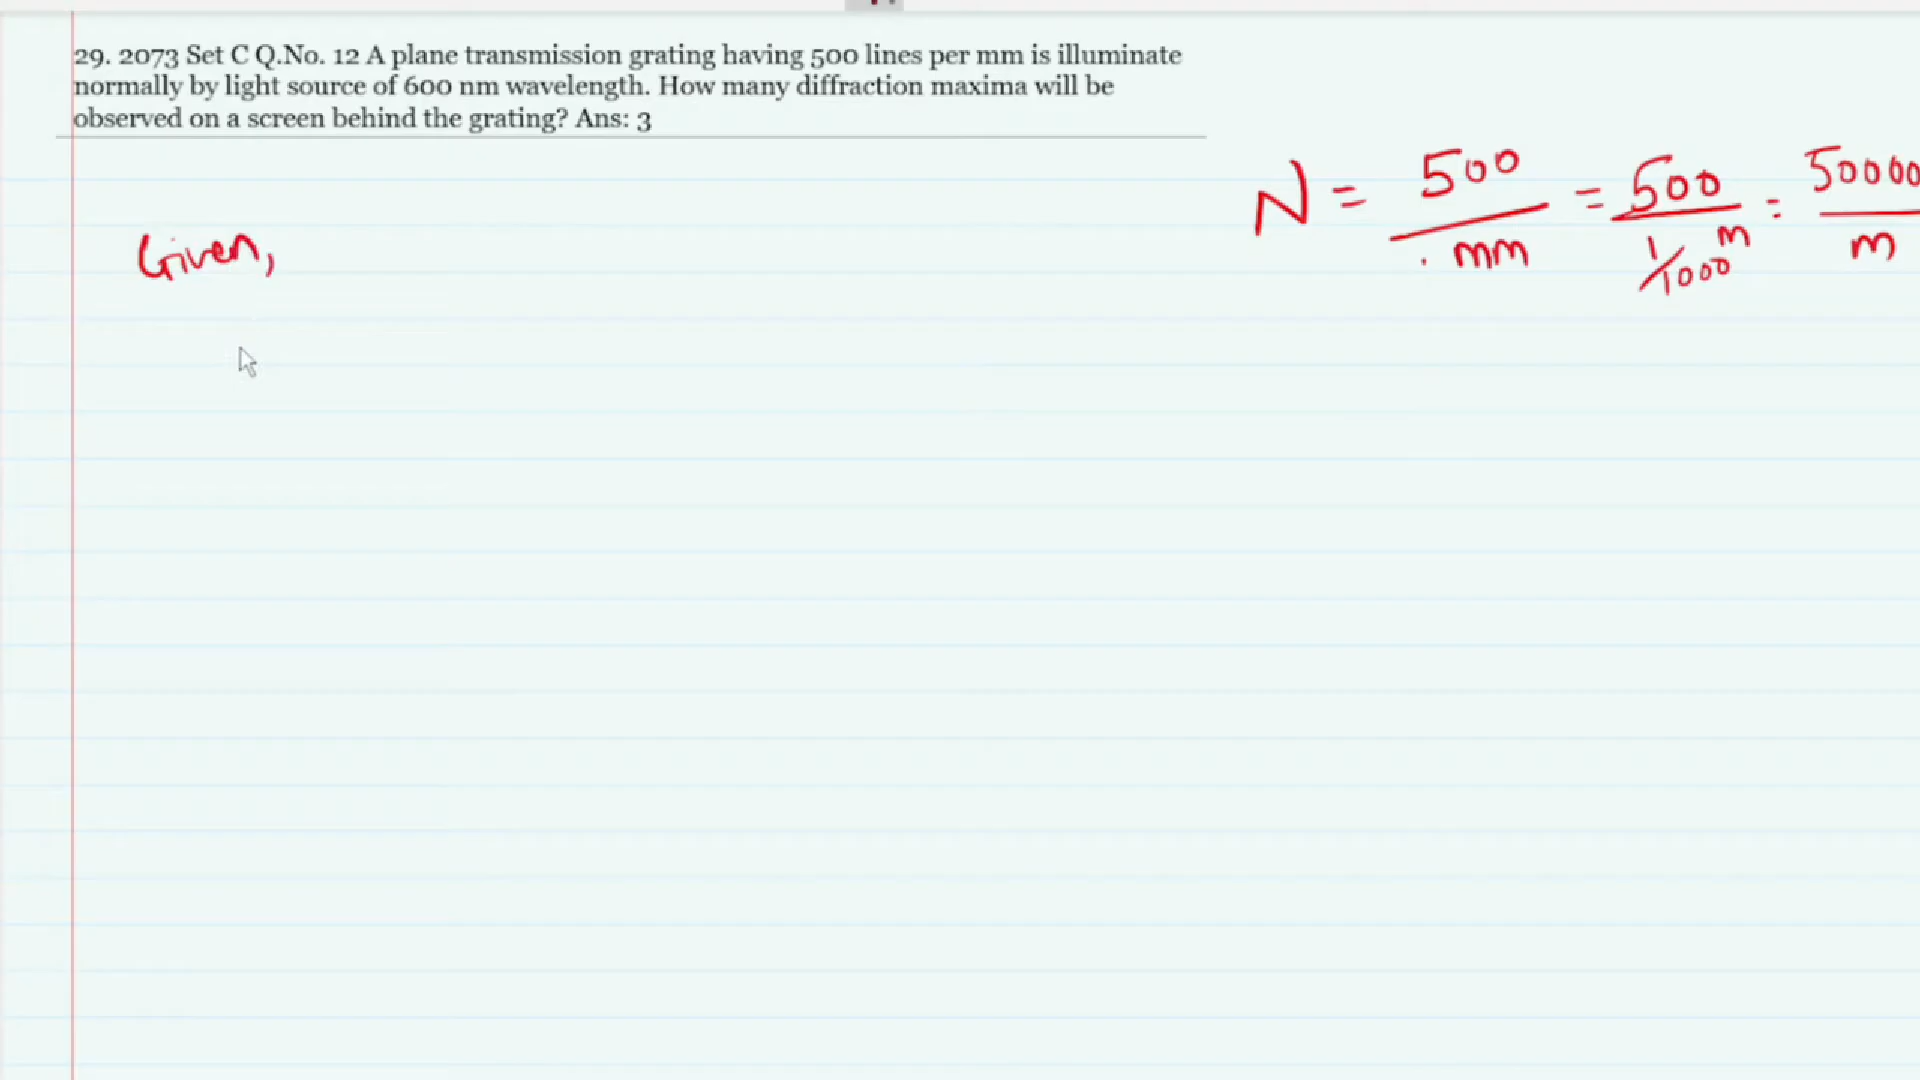 29. 2073 Set C Q.No. 12 A plane transmission grating having 500 lines per mm is illuminate
normally by light source of 600 nm wavelength. How many diffraction maxima will be
observed on a screen behind the grating? Ans: 3
N = 500 / mm = 500 / 1/1000 m = 50000 / m
Given,